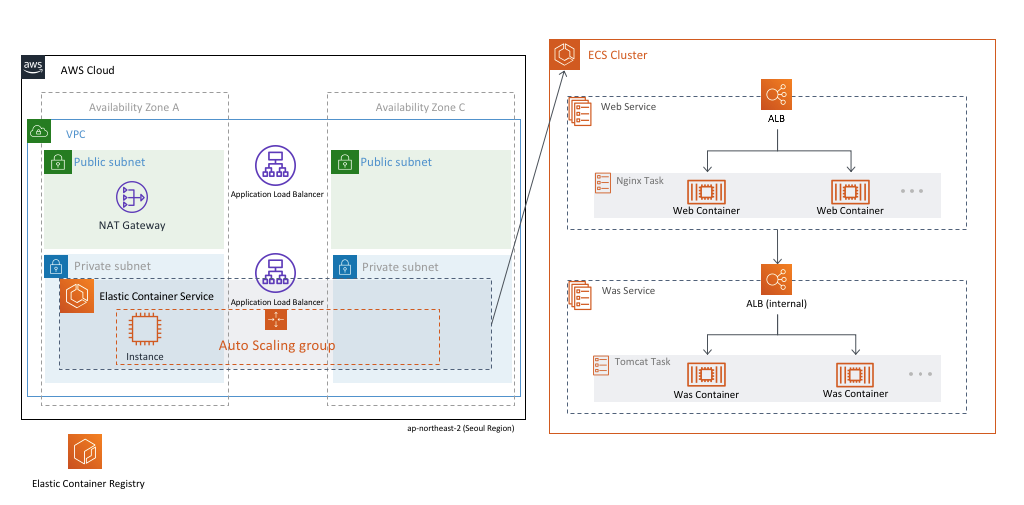 aws
AWS Cloud
Availability Zone A
Availability Zone C
VPC
Public subnet
Public subnet
Application Load Balancer
NAT Gateway
Private subnet
Private subnet
Elastic Container Service
Application Load Balancer
Instance
Auto Scaling group
ap-northeast-2 (Seoul Region)
Elastic Container Registry
ECS Cluster
Web Service
ALB
Nginx Task
Web Container
Web Container
Was Service
ALB (internal)
Tomcat Task
Was Container
Was Container